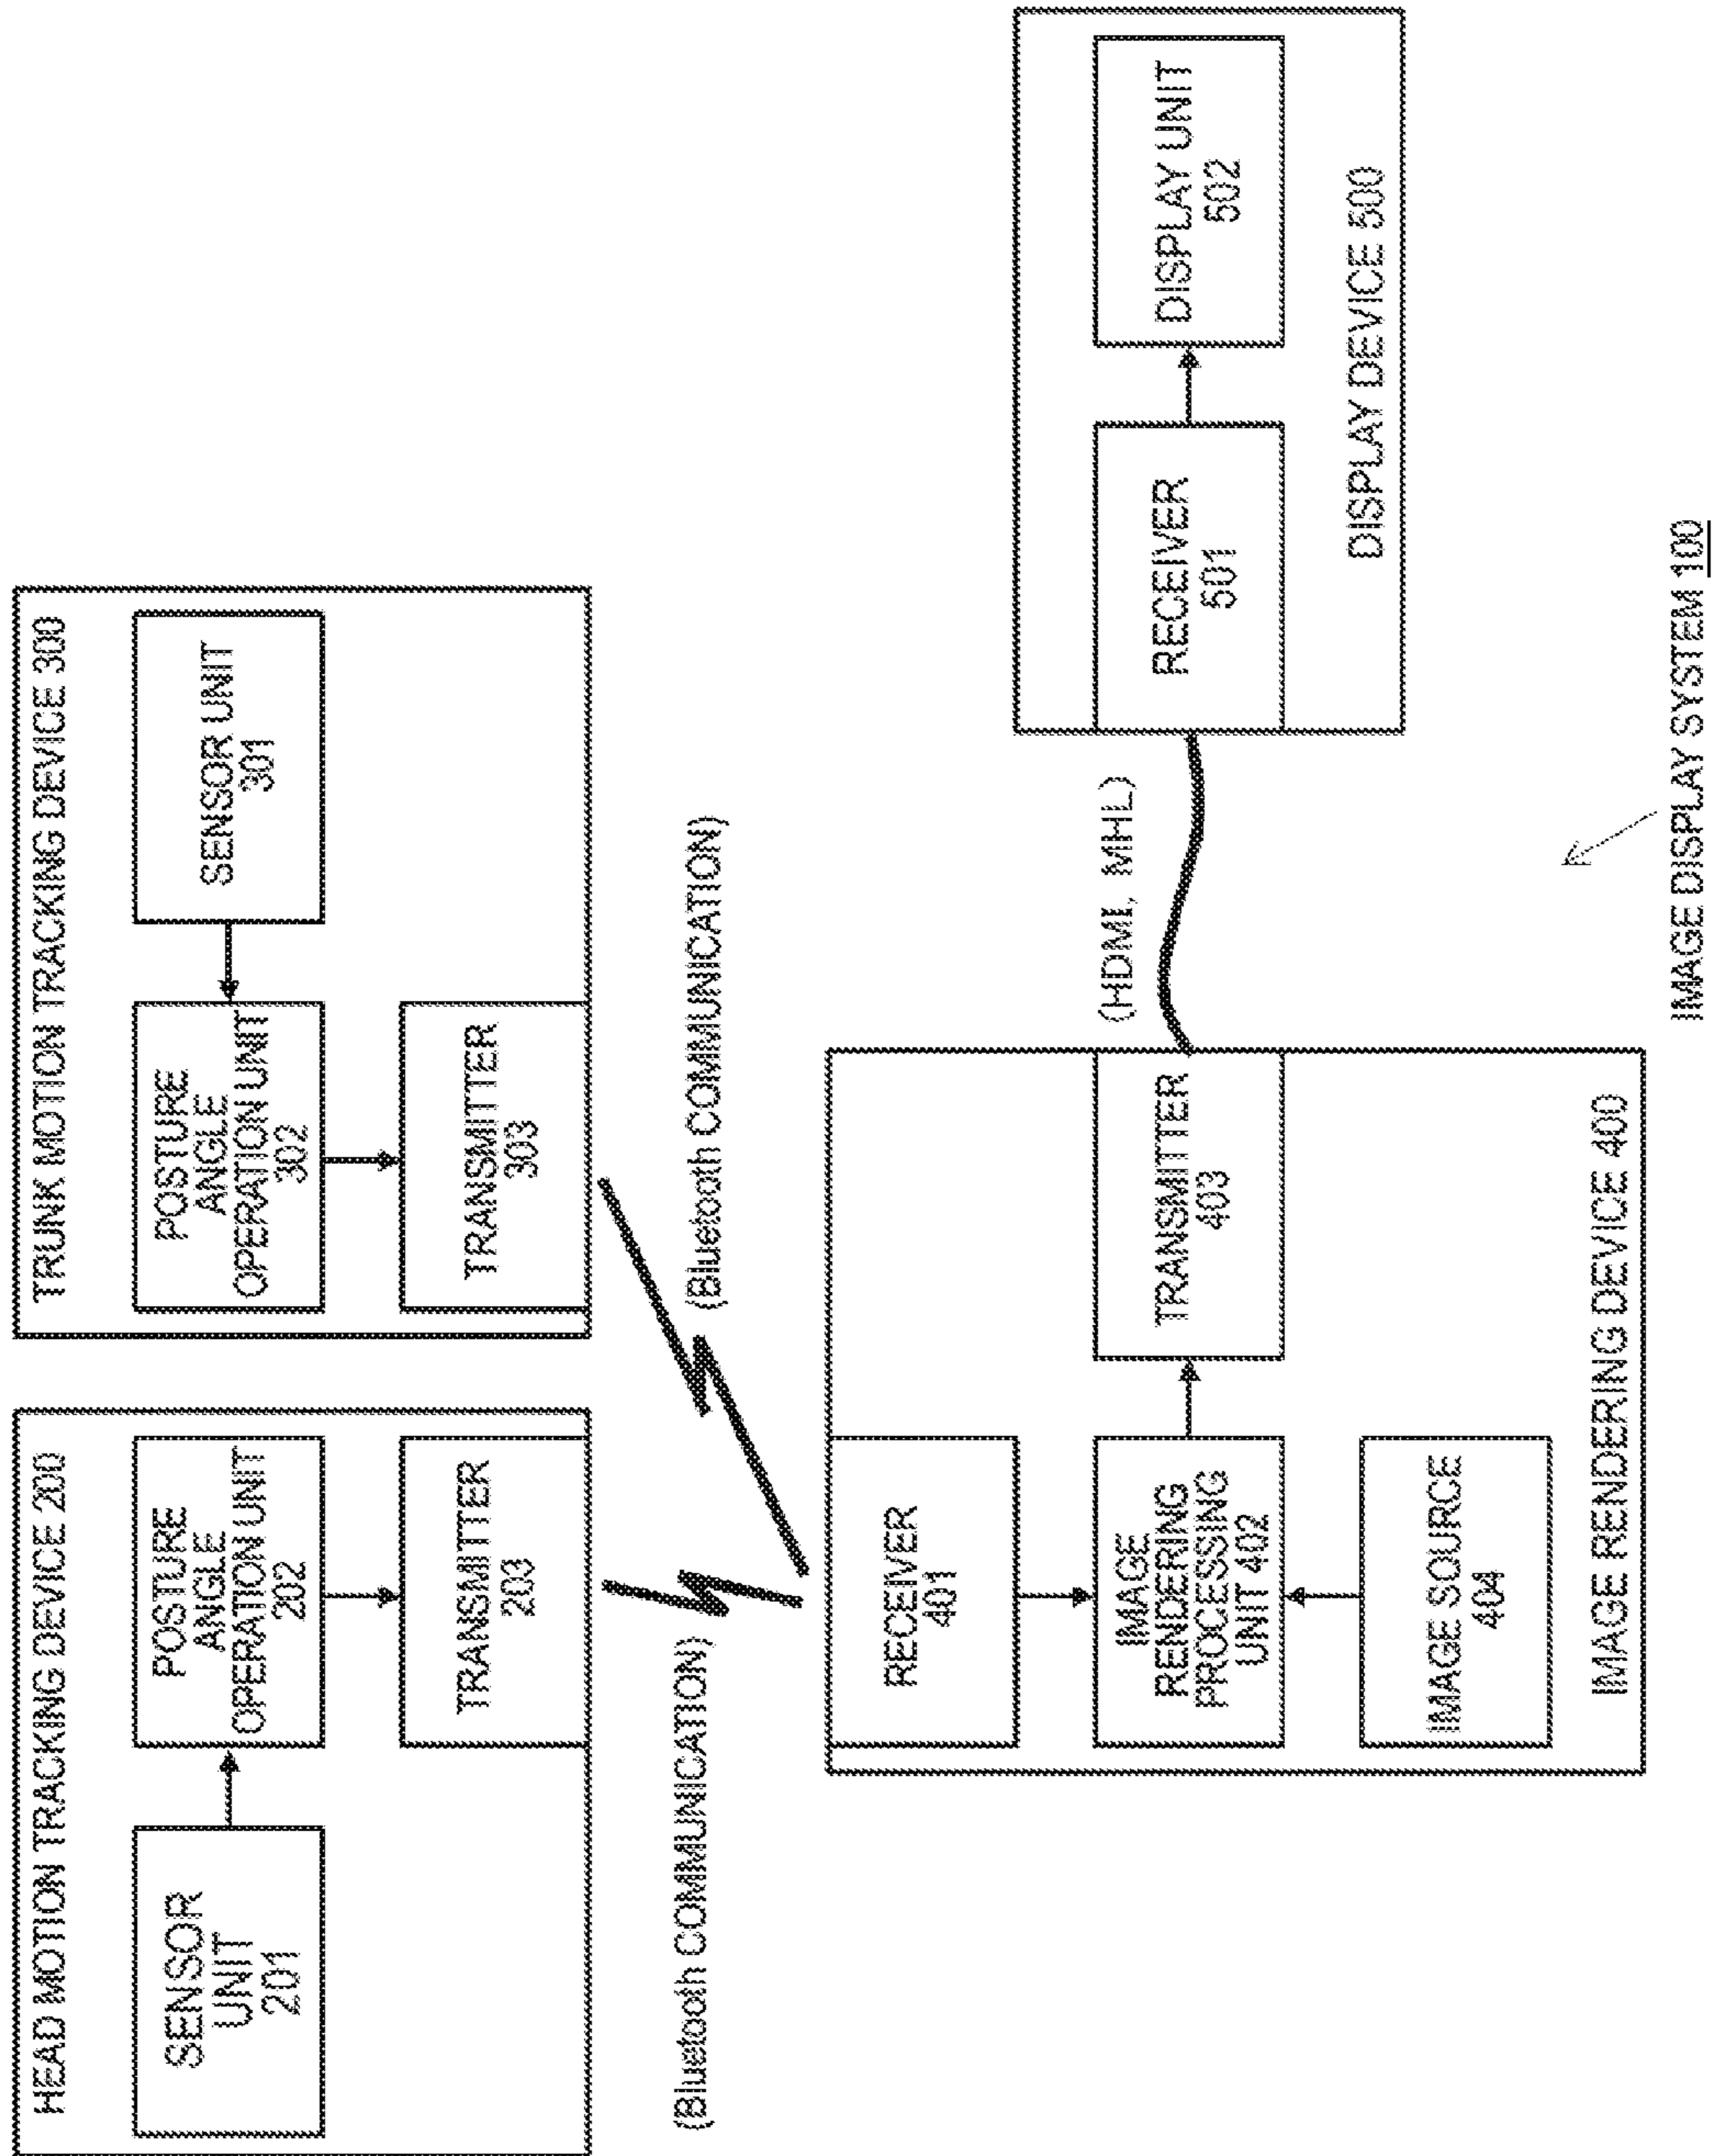 HEAD MOTION TRACKING DEVICE 200
SENSOR
UNIT
201
POSTURE
ANGLE
OPERATION UNIT
202
TRANSMITTER
203
TRUNK MOTION TRACKING DEVICE 300
POSTURE
ANGLE
OPERATION UNIT
302
SENSOR UNIT
301
TRANSMITTER
303
(Bluetooth COMMUNICATION)
(Bluetooth COMMUNICATION)
RECEIVER
401
IMAGE
RENDERING
PROCESSING
UNIT 402
TRANSMITTER
403
IMAGE SOURCE
404
IMAGE RENDERING DEVICE 400
(HDMI, MHL)
RECEIVER
501
DISPLAY UNIT
502
DISPLAY DEVICE 500
IMAGE DISPLAY SYSTEM 100